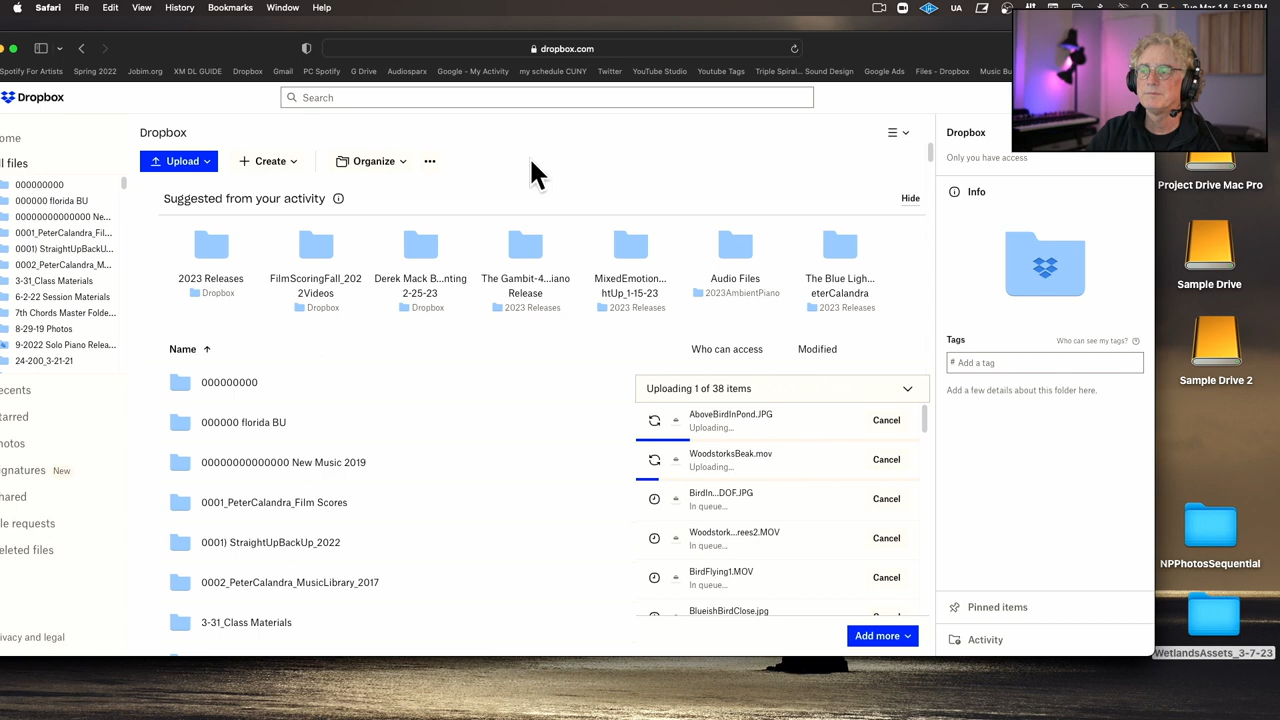 Safari File Edit View History Bookmarks Window Help UA
dropbox.com
Spotify For Artists Spring 2022 Jobim.org XM DL GUIDE Dropbox Gmail PC Spotify G Drive Audiosparx Google - My Activity my schedule CUNY Twitter YouTube Studio Youtube Tags Triple Spiral... Sound Design Google Ads Files – Dropbox Music Bu
Dropbox
Search
ome
ll files
000000000
000000 florida BU
00000000000000 Ne...
0001_PeterCalandra_Fil...
0001) StraightUpBackU...
0002_PeterCalandra_M...
3-31_Class Materials
6-2-22 Session Materials
7th Chords Master Folde...
8-29-19 Photos
9-2022 Solo Piano Relea...
24-200_3-21-21
ecents
tarred
hotos
ignatures New
hared
le requests
eleted files
rivacy and legal
Dropbox
Upload Create Organize •••
Suggested from your activity Hide
2023 Releases
Dropbox
FilmScoringFall_202
2Videos
Dropbox
Derek Mack B...nting
2-25-23
Dropbox
The Gambit-4...iano
Release
2023 Releases
MixedEmotion...
htUp_1-15-23
2023 Releases
Audio Files
2023AmbientPiano
The Blue Ligh...
eterCalandra
2023 Releases
Name Who can access Modified
000000000
000000 florida BU
00000000000000 New Music 2019
0001_PeterCalandra_Film Scores
0001) StraightUpBackUp_2022
0002_PeterCalandra_MusicLibrary_2017
3-31_Class Materials
Uploading 1 of 38 items
AboveBirdInPond.JPG
Uploading...
Cancel
WoodstorksBeak.mov
Uploading...
Cancel
BirdIn...DOF.JPG
In queue...
Cancel
Woodstork...rees2.MOV
In queue...
Cancel
BirdFlying1.MOV
In queue...
Cancel
BlueishBirdClose.jpg
Add more
Dropbox
Only you have access
Info
Tags Who can see my tags?
# Add a tag
Add a few details about this folder here.
Pinned items
Activity
Project Drive Mac Pro
Sample Drive
Sample Drive 2
NPPhotosSequential
WetlandsAssets_3-7-23